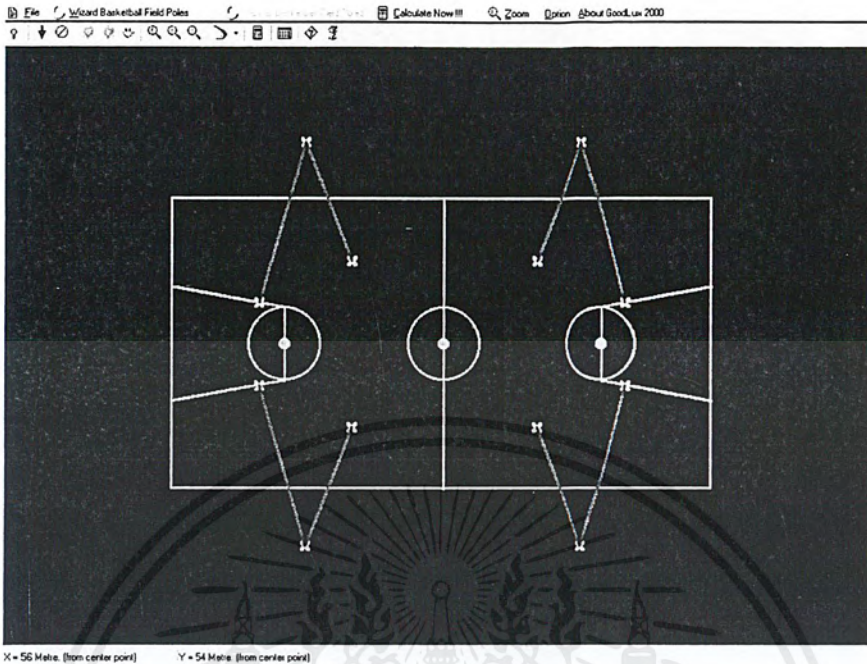 File Wizard Basketball Field Poles Calculate Now !!! Zoom Option About GoodLux 2000
X = 56 Metre. (from center point) Y = 54 Metre. (from center point)